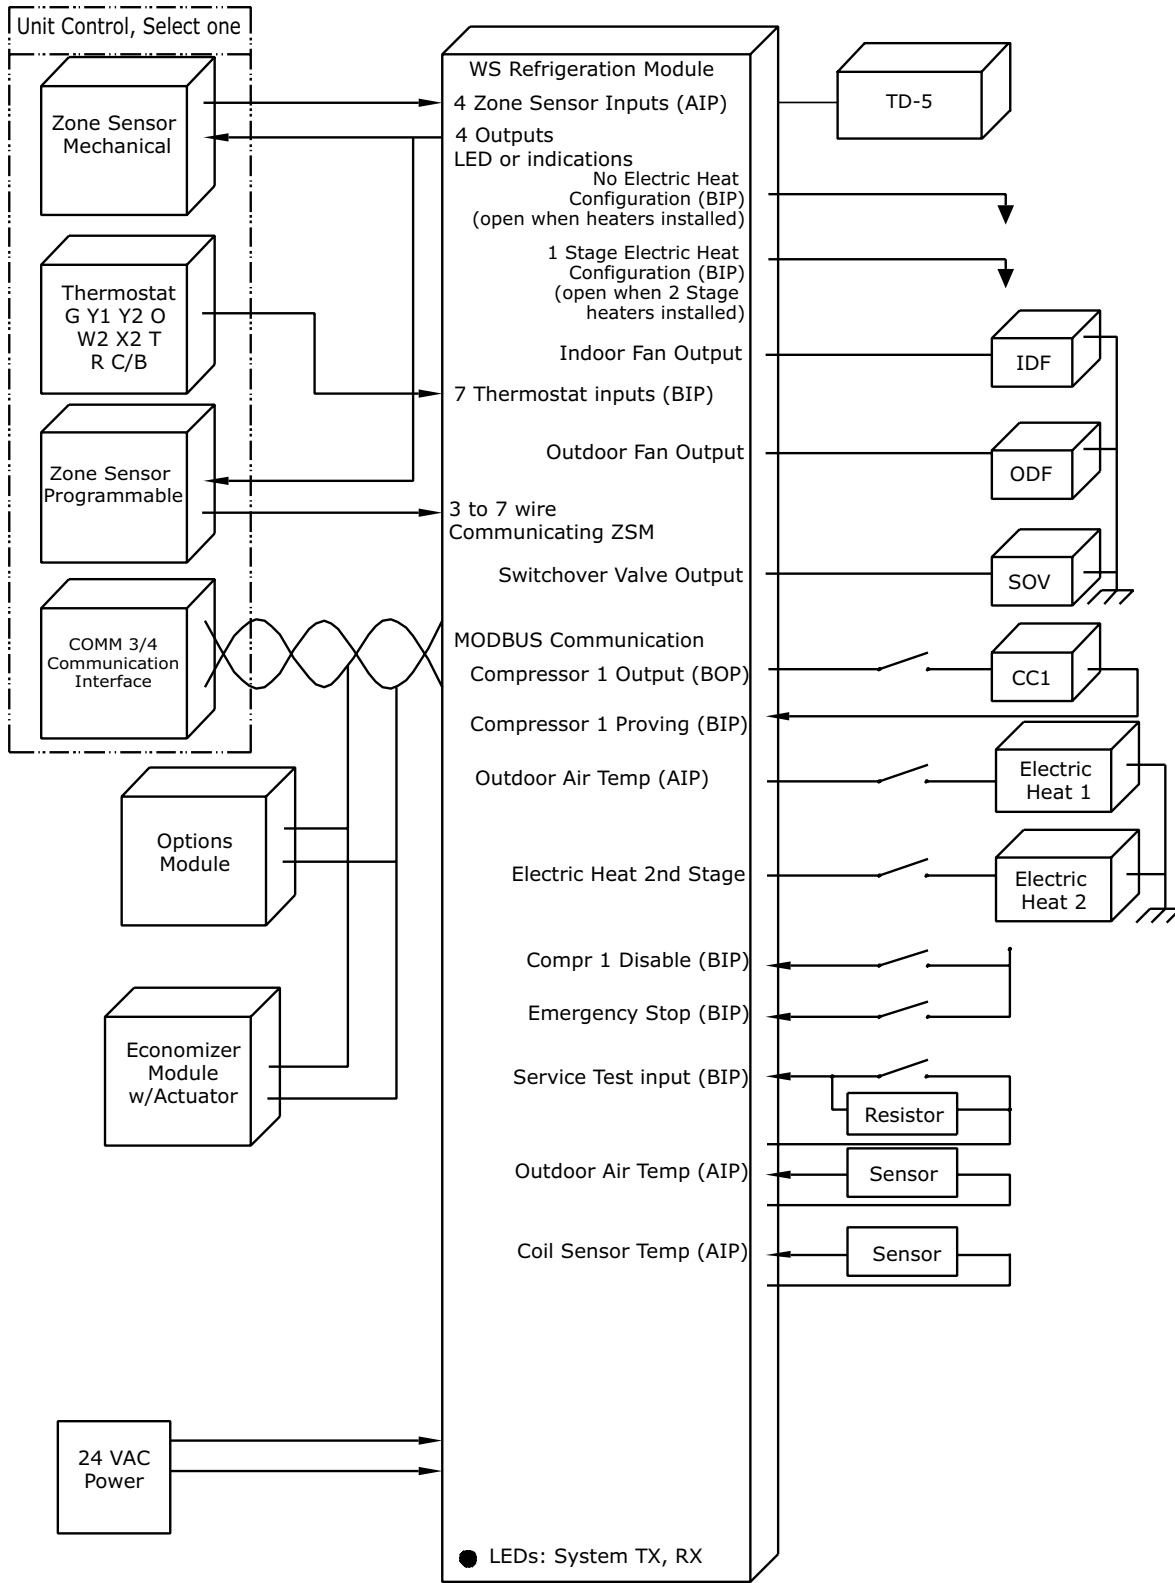 Unit Control, Select one
Zone Sensor
Mechanical
Thermostat
G Y1 Y2 O
W2 X2 T
R C/B
Zone Sensor
Programmable
COMM 3/4
Communication
Interface
Options
Module
Economizer
Module
w/Actuator
24 VAC
Power
WS Refrigeration Module
4 Zone Sensor Inputs (AIP)
4 Outputs
LED or indications
No Electric Heat
Configuration (BIP)
(open when heaters installed)
1 Stage Electric Heat
Configuration (BIP)
(open when 2 Stage
heaters installed)
Indoor Fan Output
7 Thermostat inputs (BIP)
Outdoor Fan Output
3 to 7 wire
Communicating ZSM
Switchover Valve Output
MODBUS Communication
Compressor 1 Output (BOP)
Compressor 1 Proving (BIP)
Outdoor Air Temp (AIP)
Electric Heat 2nd Stage
Compr 1 Disable (BIP)
Emergency Stop (BIP)
Service Test input (BIP)
Outdoor Air Temp (AIP)
Coil Sensor Temp (AIP)
LEDs: System TX, RX
TD-5
IDF
ODF
SOV
CC1
Electric
Heat 1
Electric
Heat 2
Resistor
Sensor
Sensor